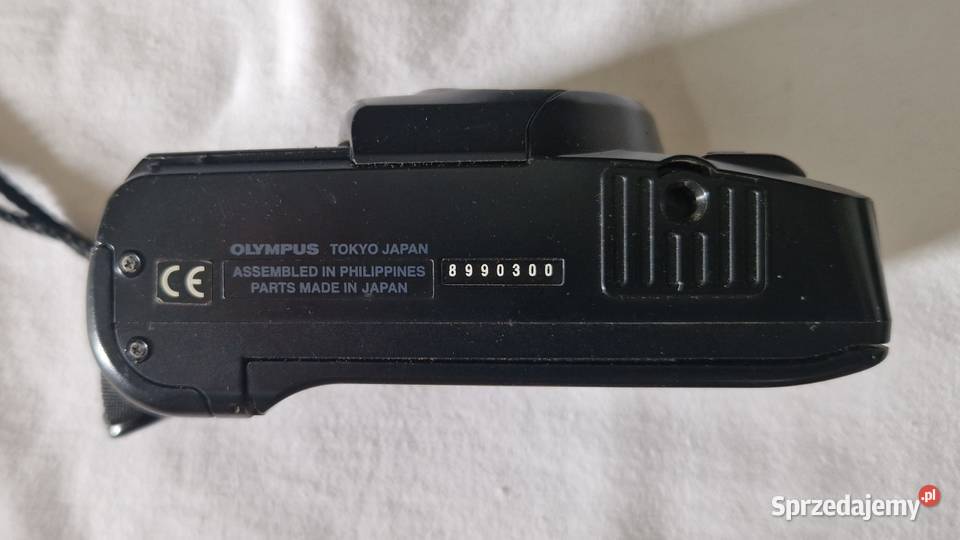 OLYMPUS TOKYO JAPAN
CE
ASSEMBLED IN PHILIPPINES
PARTS MADE IN JAPAN
8990300
Sprzedajemy.pl